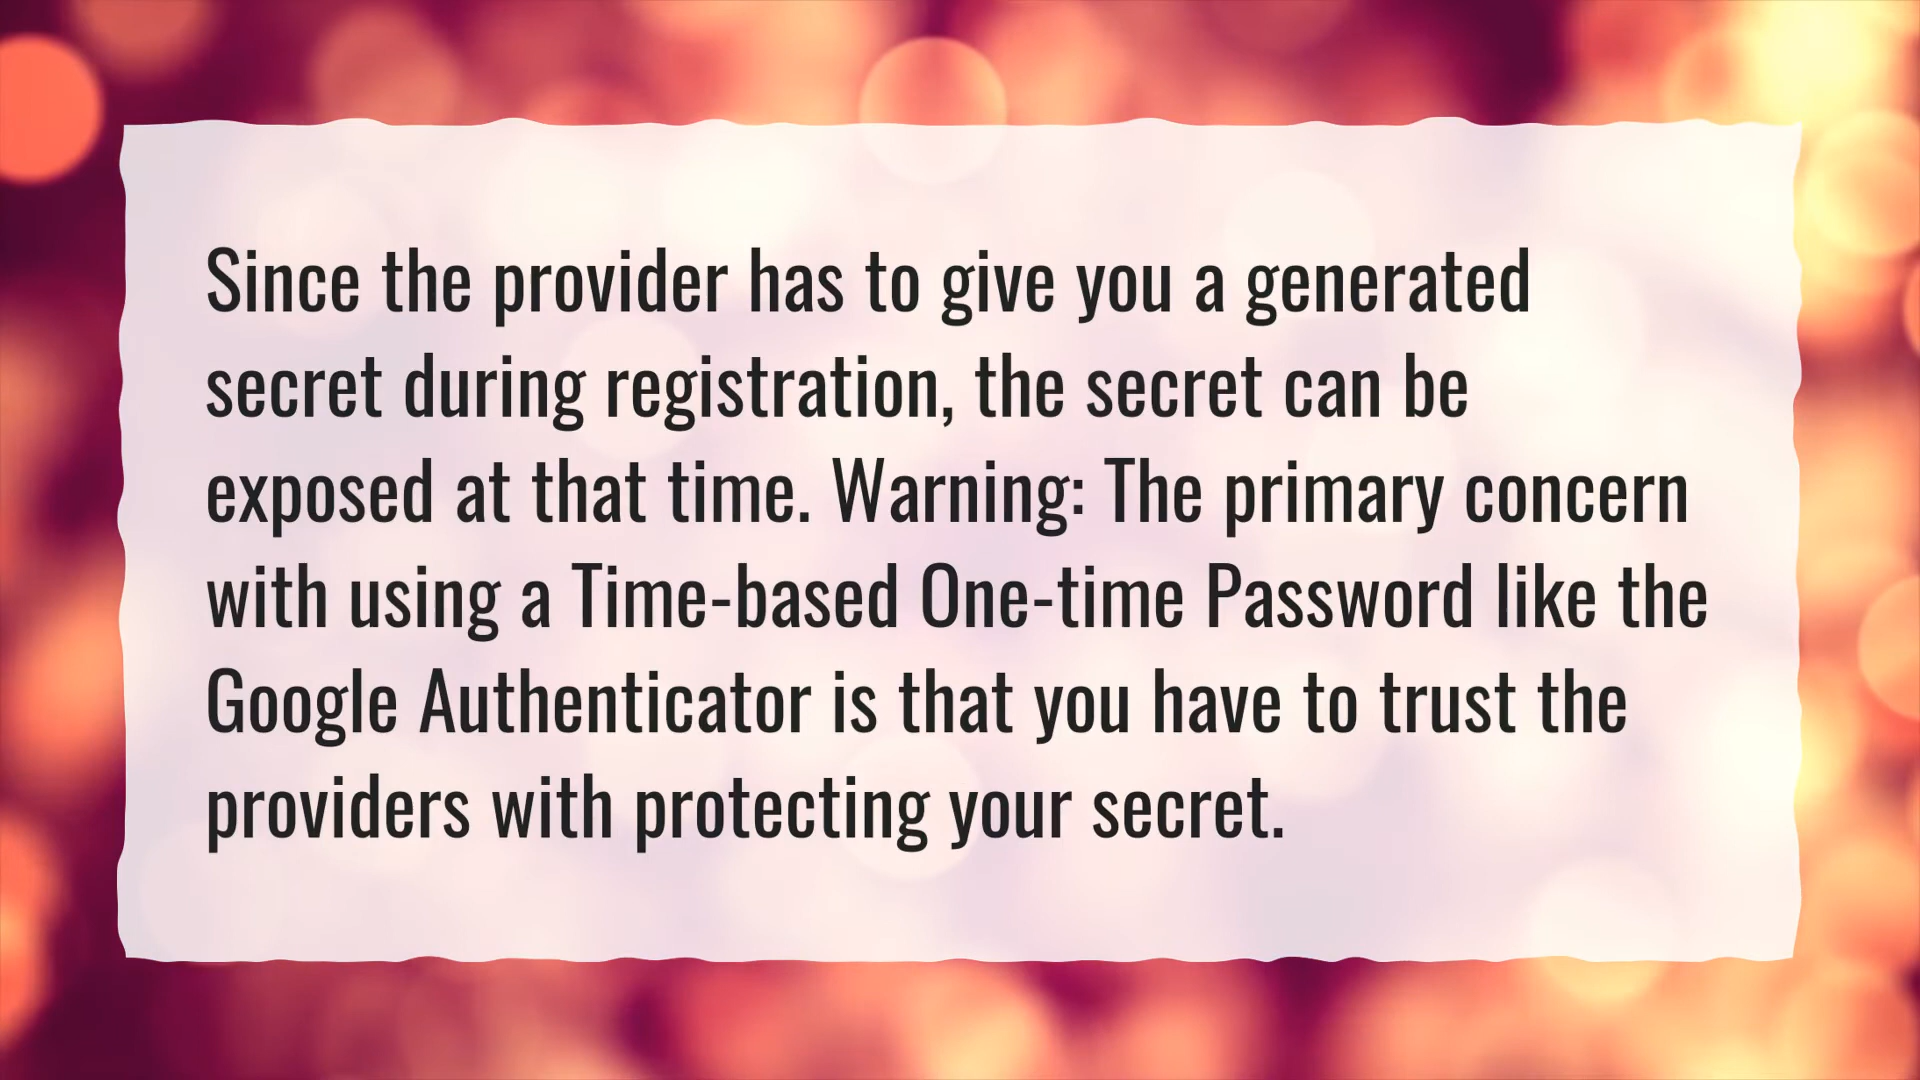 Since the provider has to give you a generated
secret during registration, the secret can be
exposed at that time. Warning: The primary concern
with using a Time-based One-time Password like the
Google Authenticator is that you have to trust the
providers with protecting your secret.